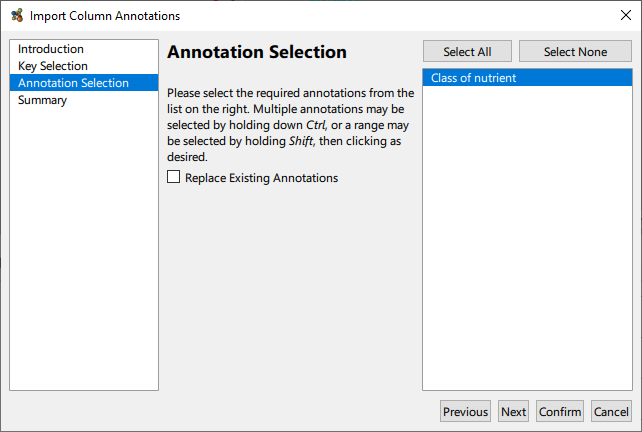 Import Column Annotations
Introduction
Key Selection
Annotation Selection
Summary
Annotation Selection
Please select the required annotations from the
list on the right. Multiple annotations may be
selected by holding down Ctrl, or a range may
be selected by holding Shift, then clicking as
desired.
Replace Existing Annotations
Select All
Select None
Class of nutrient
Previous
Next
Confirm
Cancel